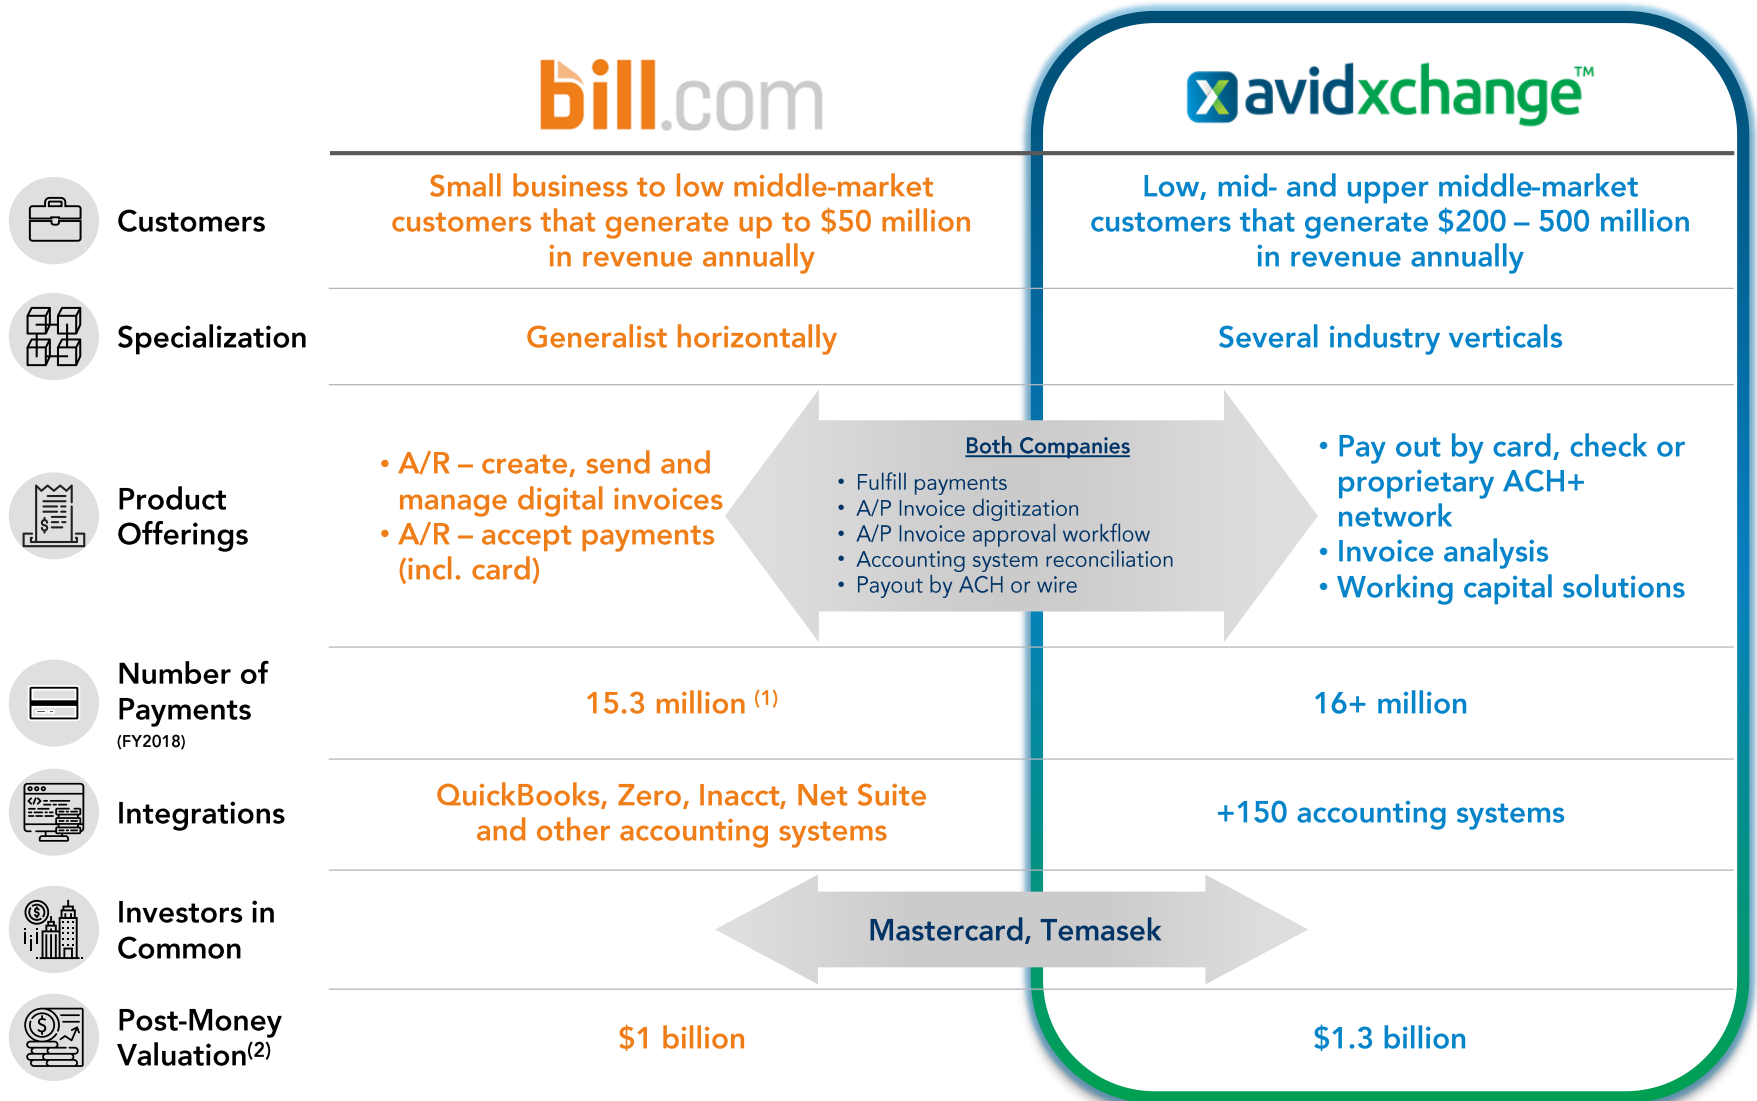 bill.com
avidxchange™
Customers
Small business to low middle-market
customers that generate up to $50 million
in revenue annually
Low, mid- and upper middle-market
customers that generate $200 – 500 million
in revenue annually
Specialization
Generalist horizontally
Several industry verticals
Product
Offerings
• A/R – create, send and
manage digital invoices
• A/R – accept payments
(incl. card)
Both Companies
• Fulfill payments
• A/P Invoice digitization
• A/P Invoice approval workflow
• Accounting system reconciliation
• Payout by ACH or wire
• Pay out by card, check or
proprietary ACH+
network
• Invoice analysis
• Working capital solutions
Number of
Payments
(FY2018)
15.3 million (1)
16+ million
Integrations
QuickBooks, Zero, Inacct, Net Suite
and other accounting systems
+150 accounting systems
Investors in
Common
Mastercard, Temasek
Post-Money
Valuation(2)
$1 billion
$1.3 billion